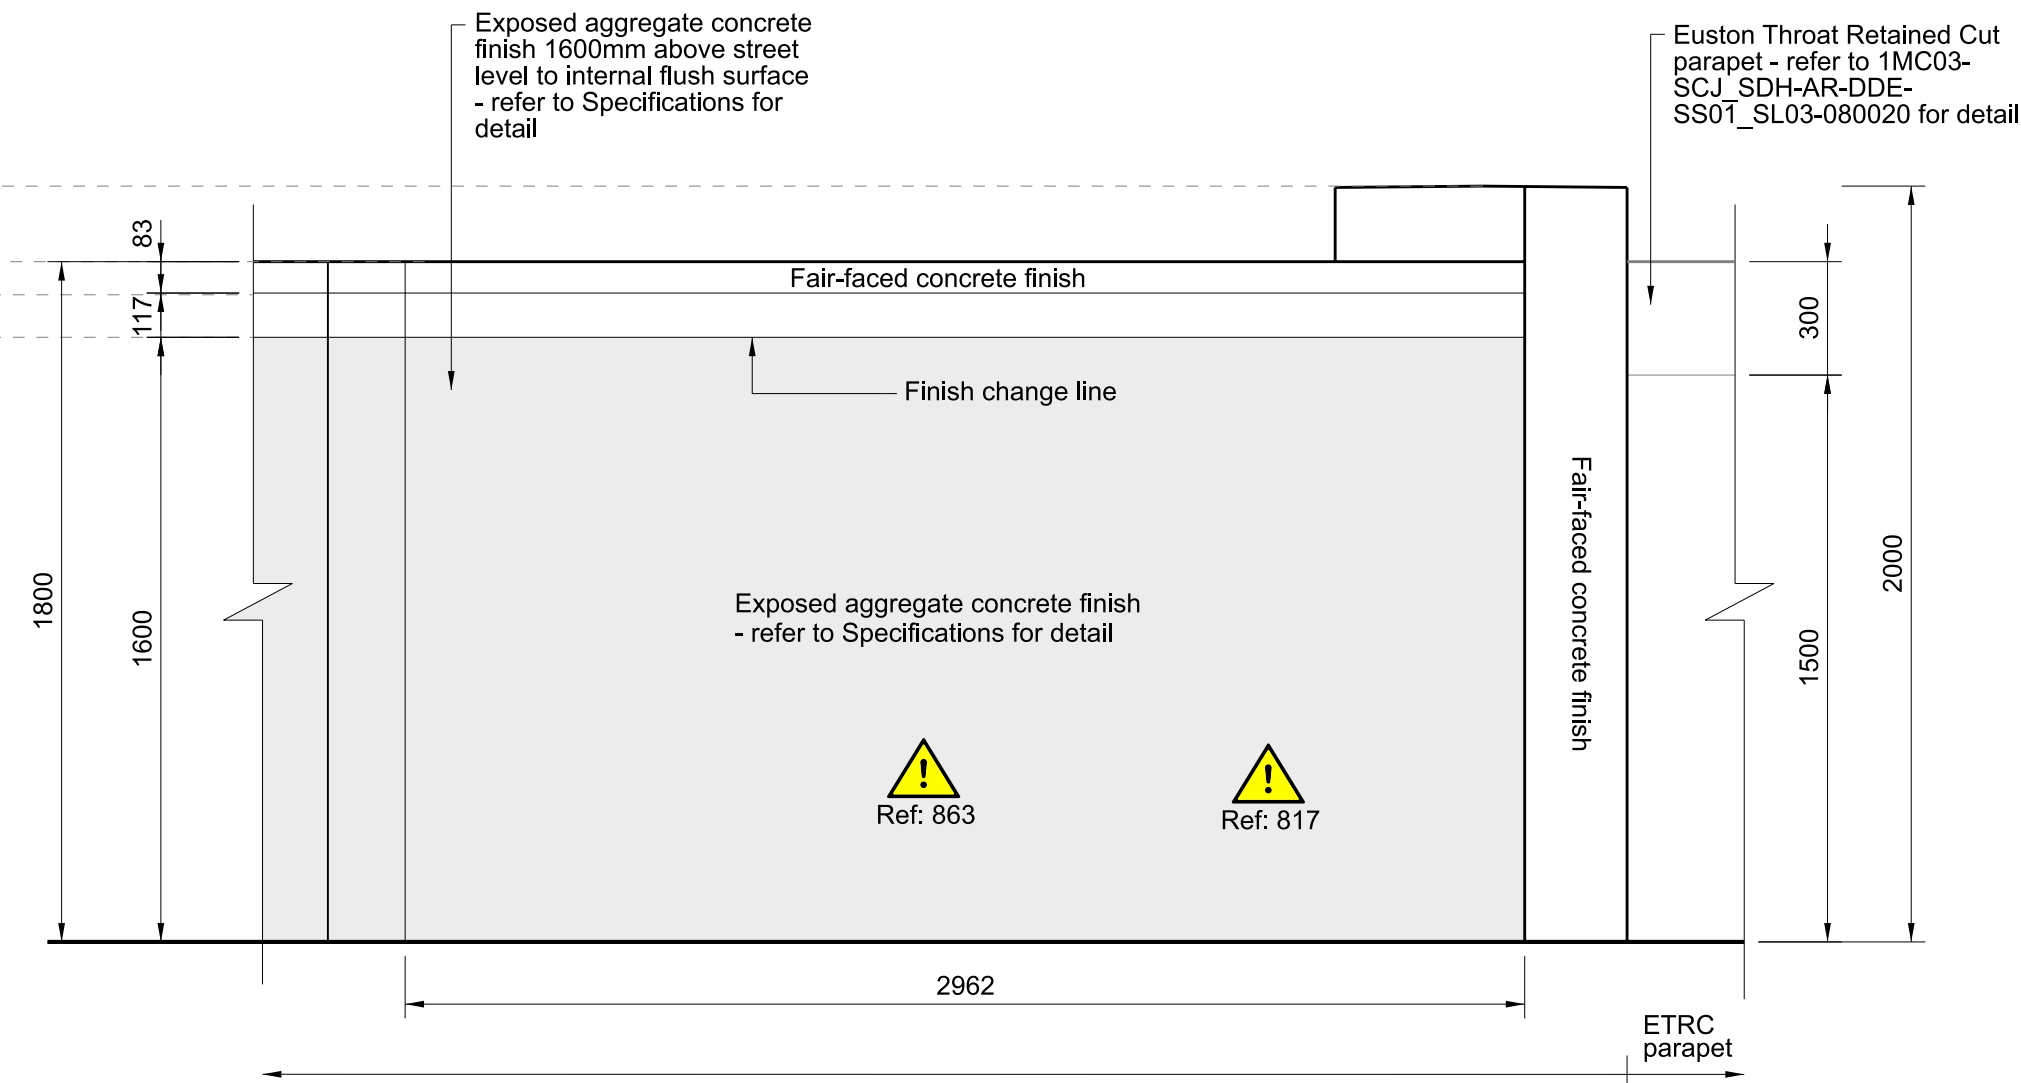 Exposed aggregate concrete
finish 1600mm above street
level to internal flush surface
- refer to Specifications for
detail
Euston Throat Retained Cut
parapet - refer to 1MC03-
SCJ_SDH-AR-DDE-
SS01_SL03-080020 for detail
83
117
1800
1600
Fair-faced concrete finish
Finish change line
Exposed aggregate concrete finish
- refer to Specifications for detail
Ref: 863
Ref: 817
Fair-faced concrete finish
300
1500
2000
2962
ETRC
parapet